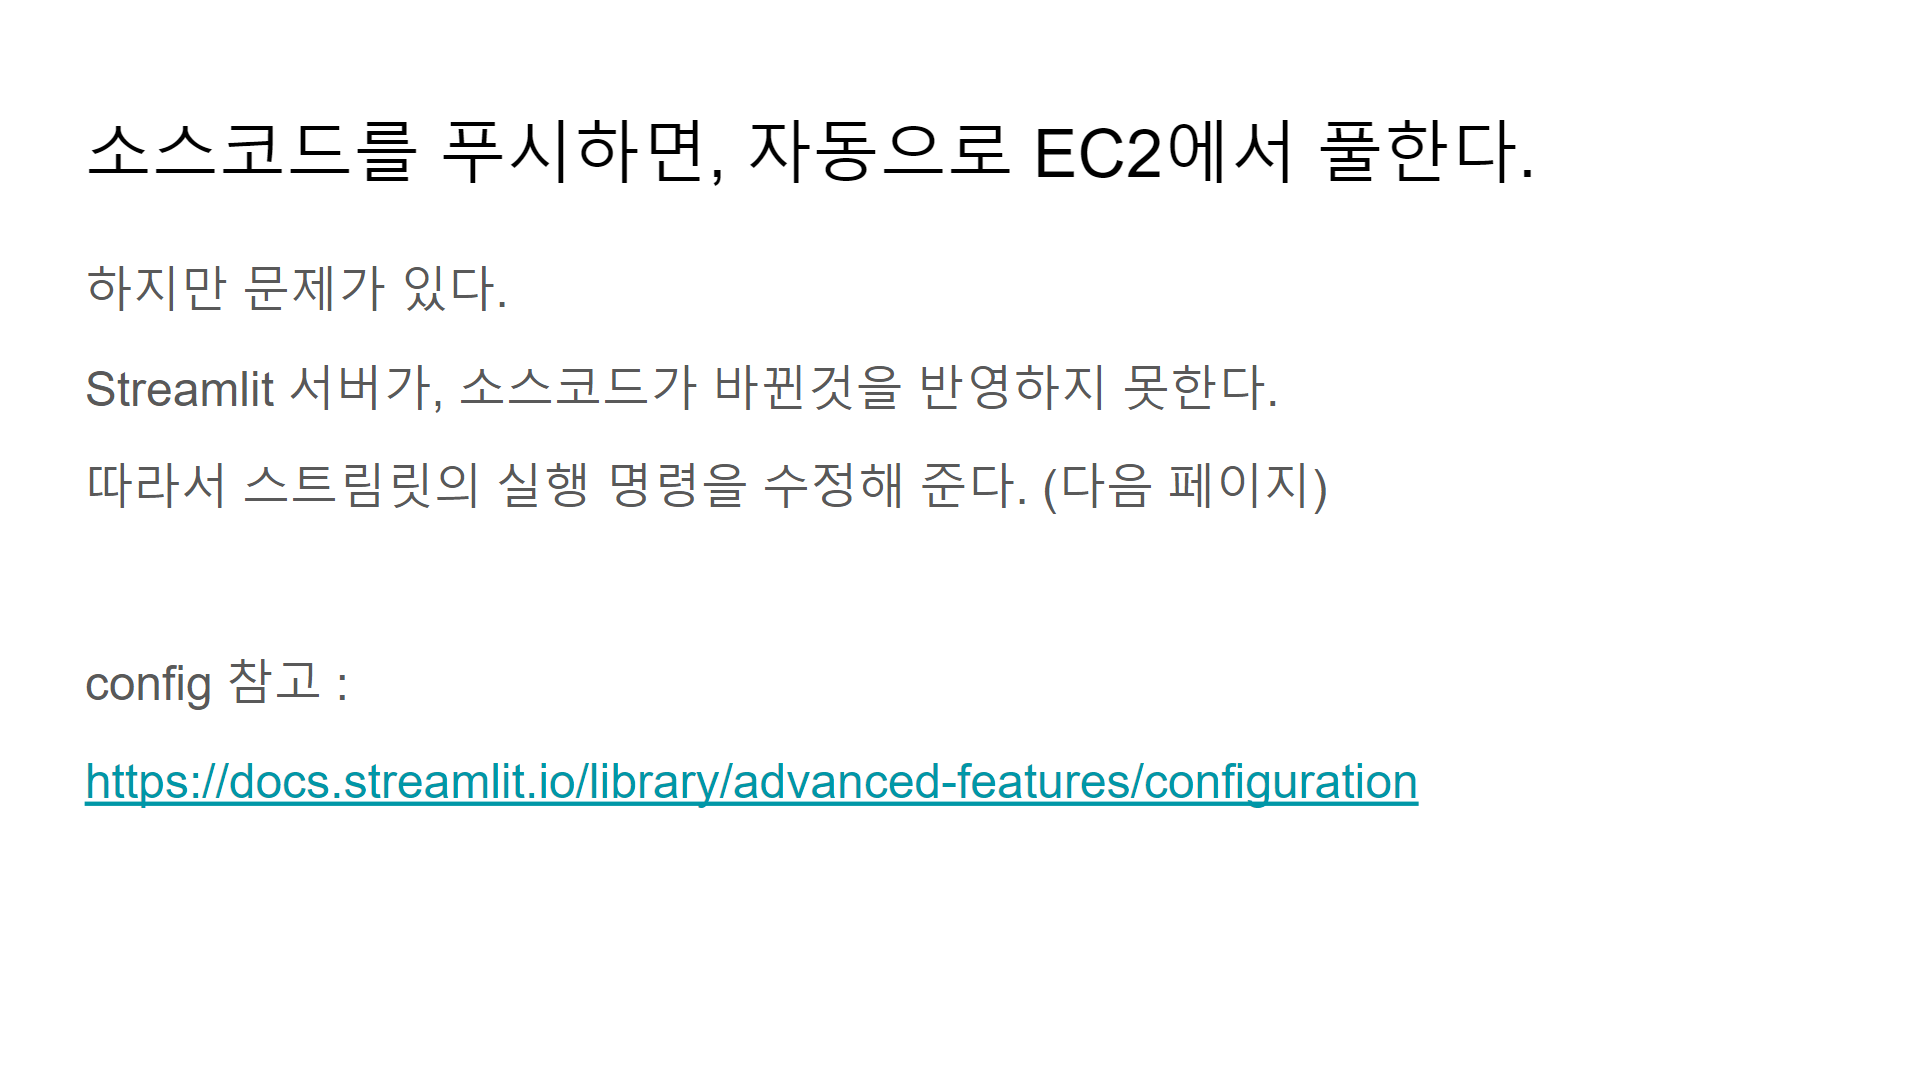 소스코드를 푸시하면, 자동으로 EC2에서 풀한다.
하지만 문제가 있다.
Streamlit 서버가, 소스코드가 바뀐것을 반영하지 못한다.
따라서 스트림릿의 실행 명령을 수정해 준다. (다음 페이지)
config 참고 :
https://docs.streamlit.io/library/advanced-features/configuration